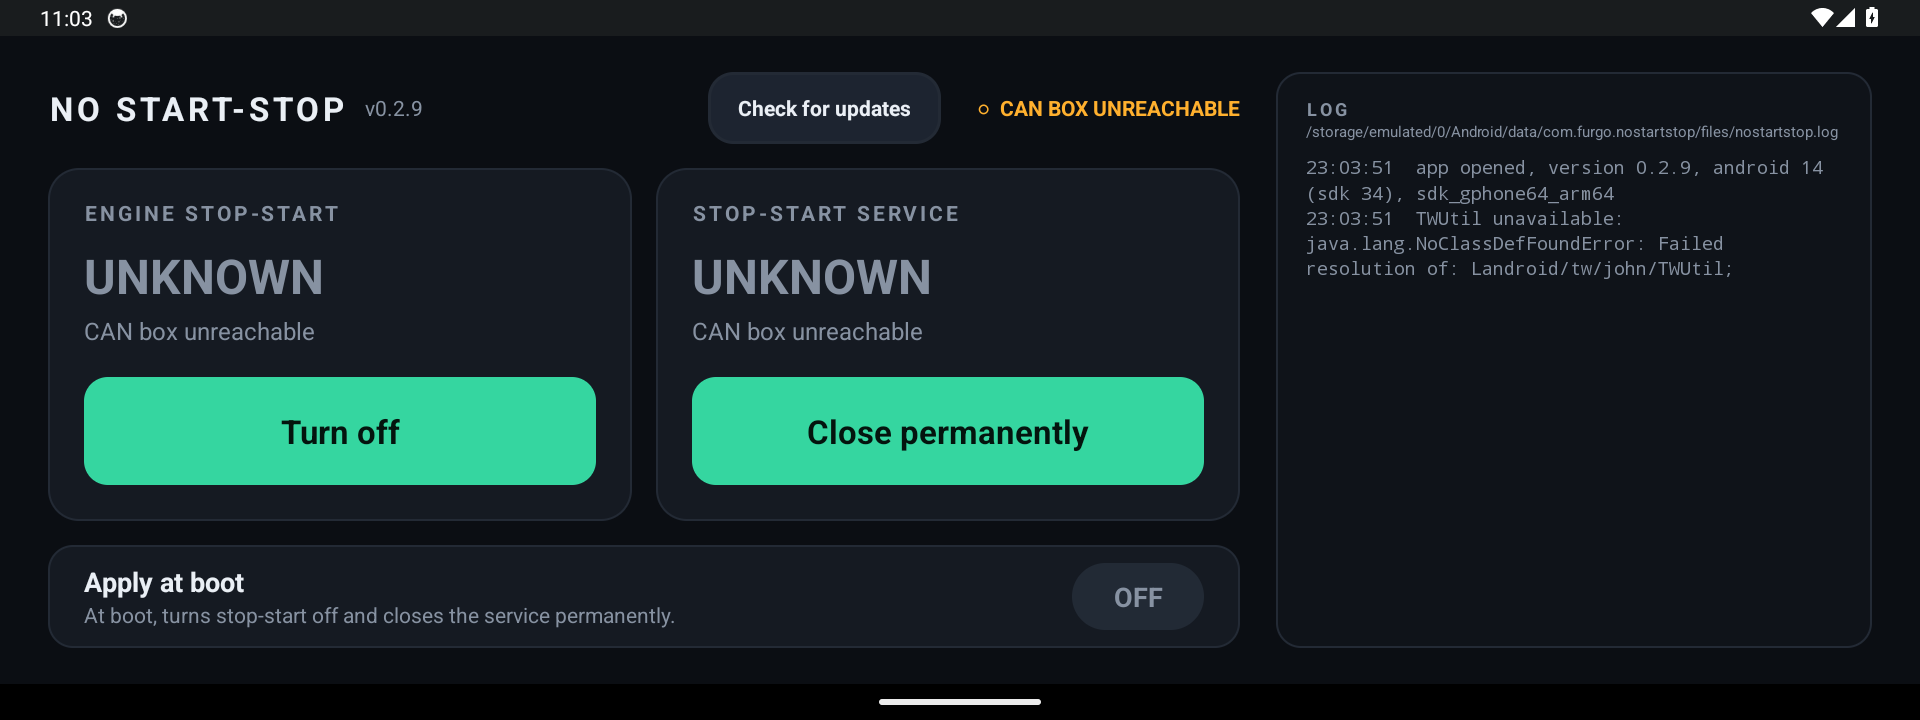 11:03
NO START-STOP v0.2.9
Check for updates
CAN BOX UNREACHABLE
ENGINE STOP-START
UNKNOWN
CAN box unreachable
Turn off
STOP-START SERVICE
UNKNOWN
CAN box unreachable
Close permanently
Apply at boot
At boot, turns stop-start off and closes the service permanently.
OFF
LOG
/storage/emulated/0/Android/data/com.furgo.nostartstop/files/nostartstop.log
23:03:51  app opened, version 0.2.9, android 14
(sdk 34), sdk_gphone64_arm64
23:03:51  TWUtil unavailable:
java.lang.NoClassDefFoundError: Failed
resolution of: Landroid/tw/john/TWUtil;